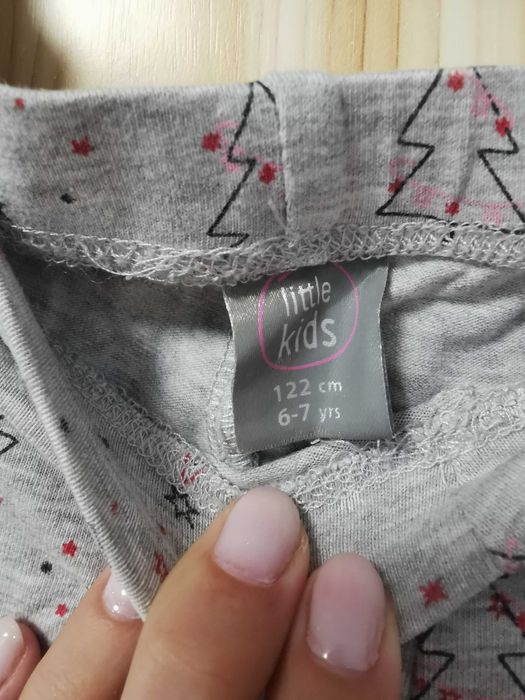 little
kids
122 cm
6-7 yrs